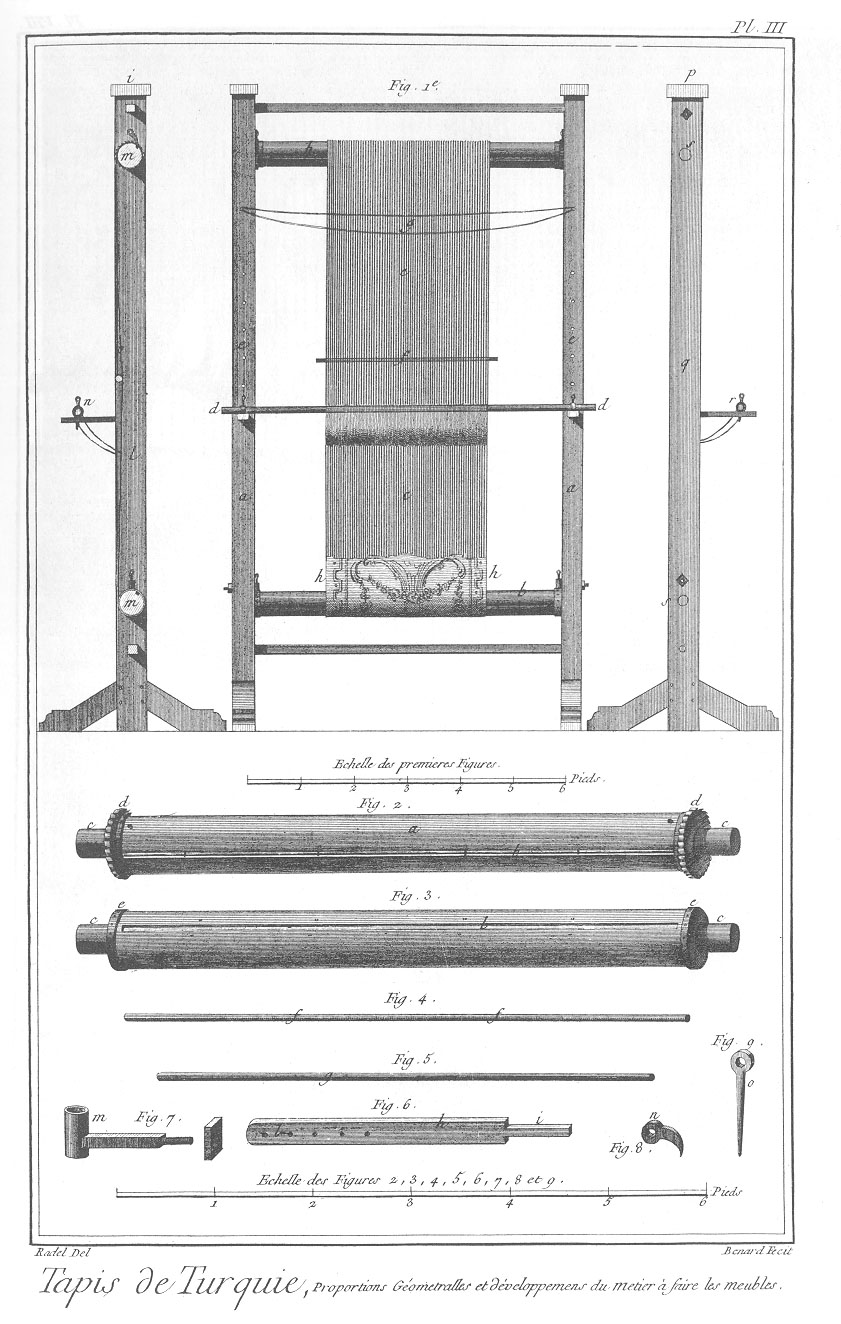 Pl. III
i
Fig. 1e.
p
m
h
s
g
c
e
e
f
q
n
d
d
r
l
a
c
a
h
h
m
b
s
Echelle des premieres Figures.
1 2 3 4 5 6 Pieds.
Fig. 2.
d
d
c
a
c
b
Fig. 3.
e
e
c
b
c
Fig. 4.
f
f
Fig. 5.
g
Fig. 9.
o
Fig. 6.
m
Fig. 7.
l
h
i
n
Fig. 8.
Echelle des Figures 2, 3, 4, 5, 6, 7, 8 et 9.
1 2 3 4 5 6 Pieds
Radel Del
Benard Fecit
Tapis de Turquie, Proportions Géometralles et développemens du metier à faire les meubles.